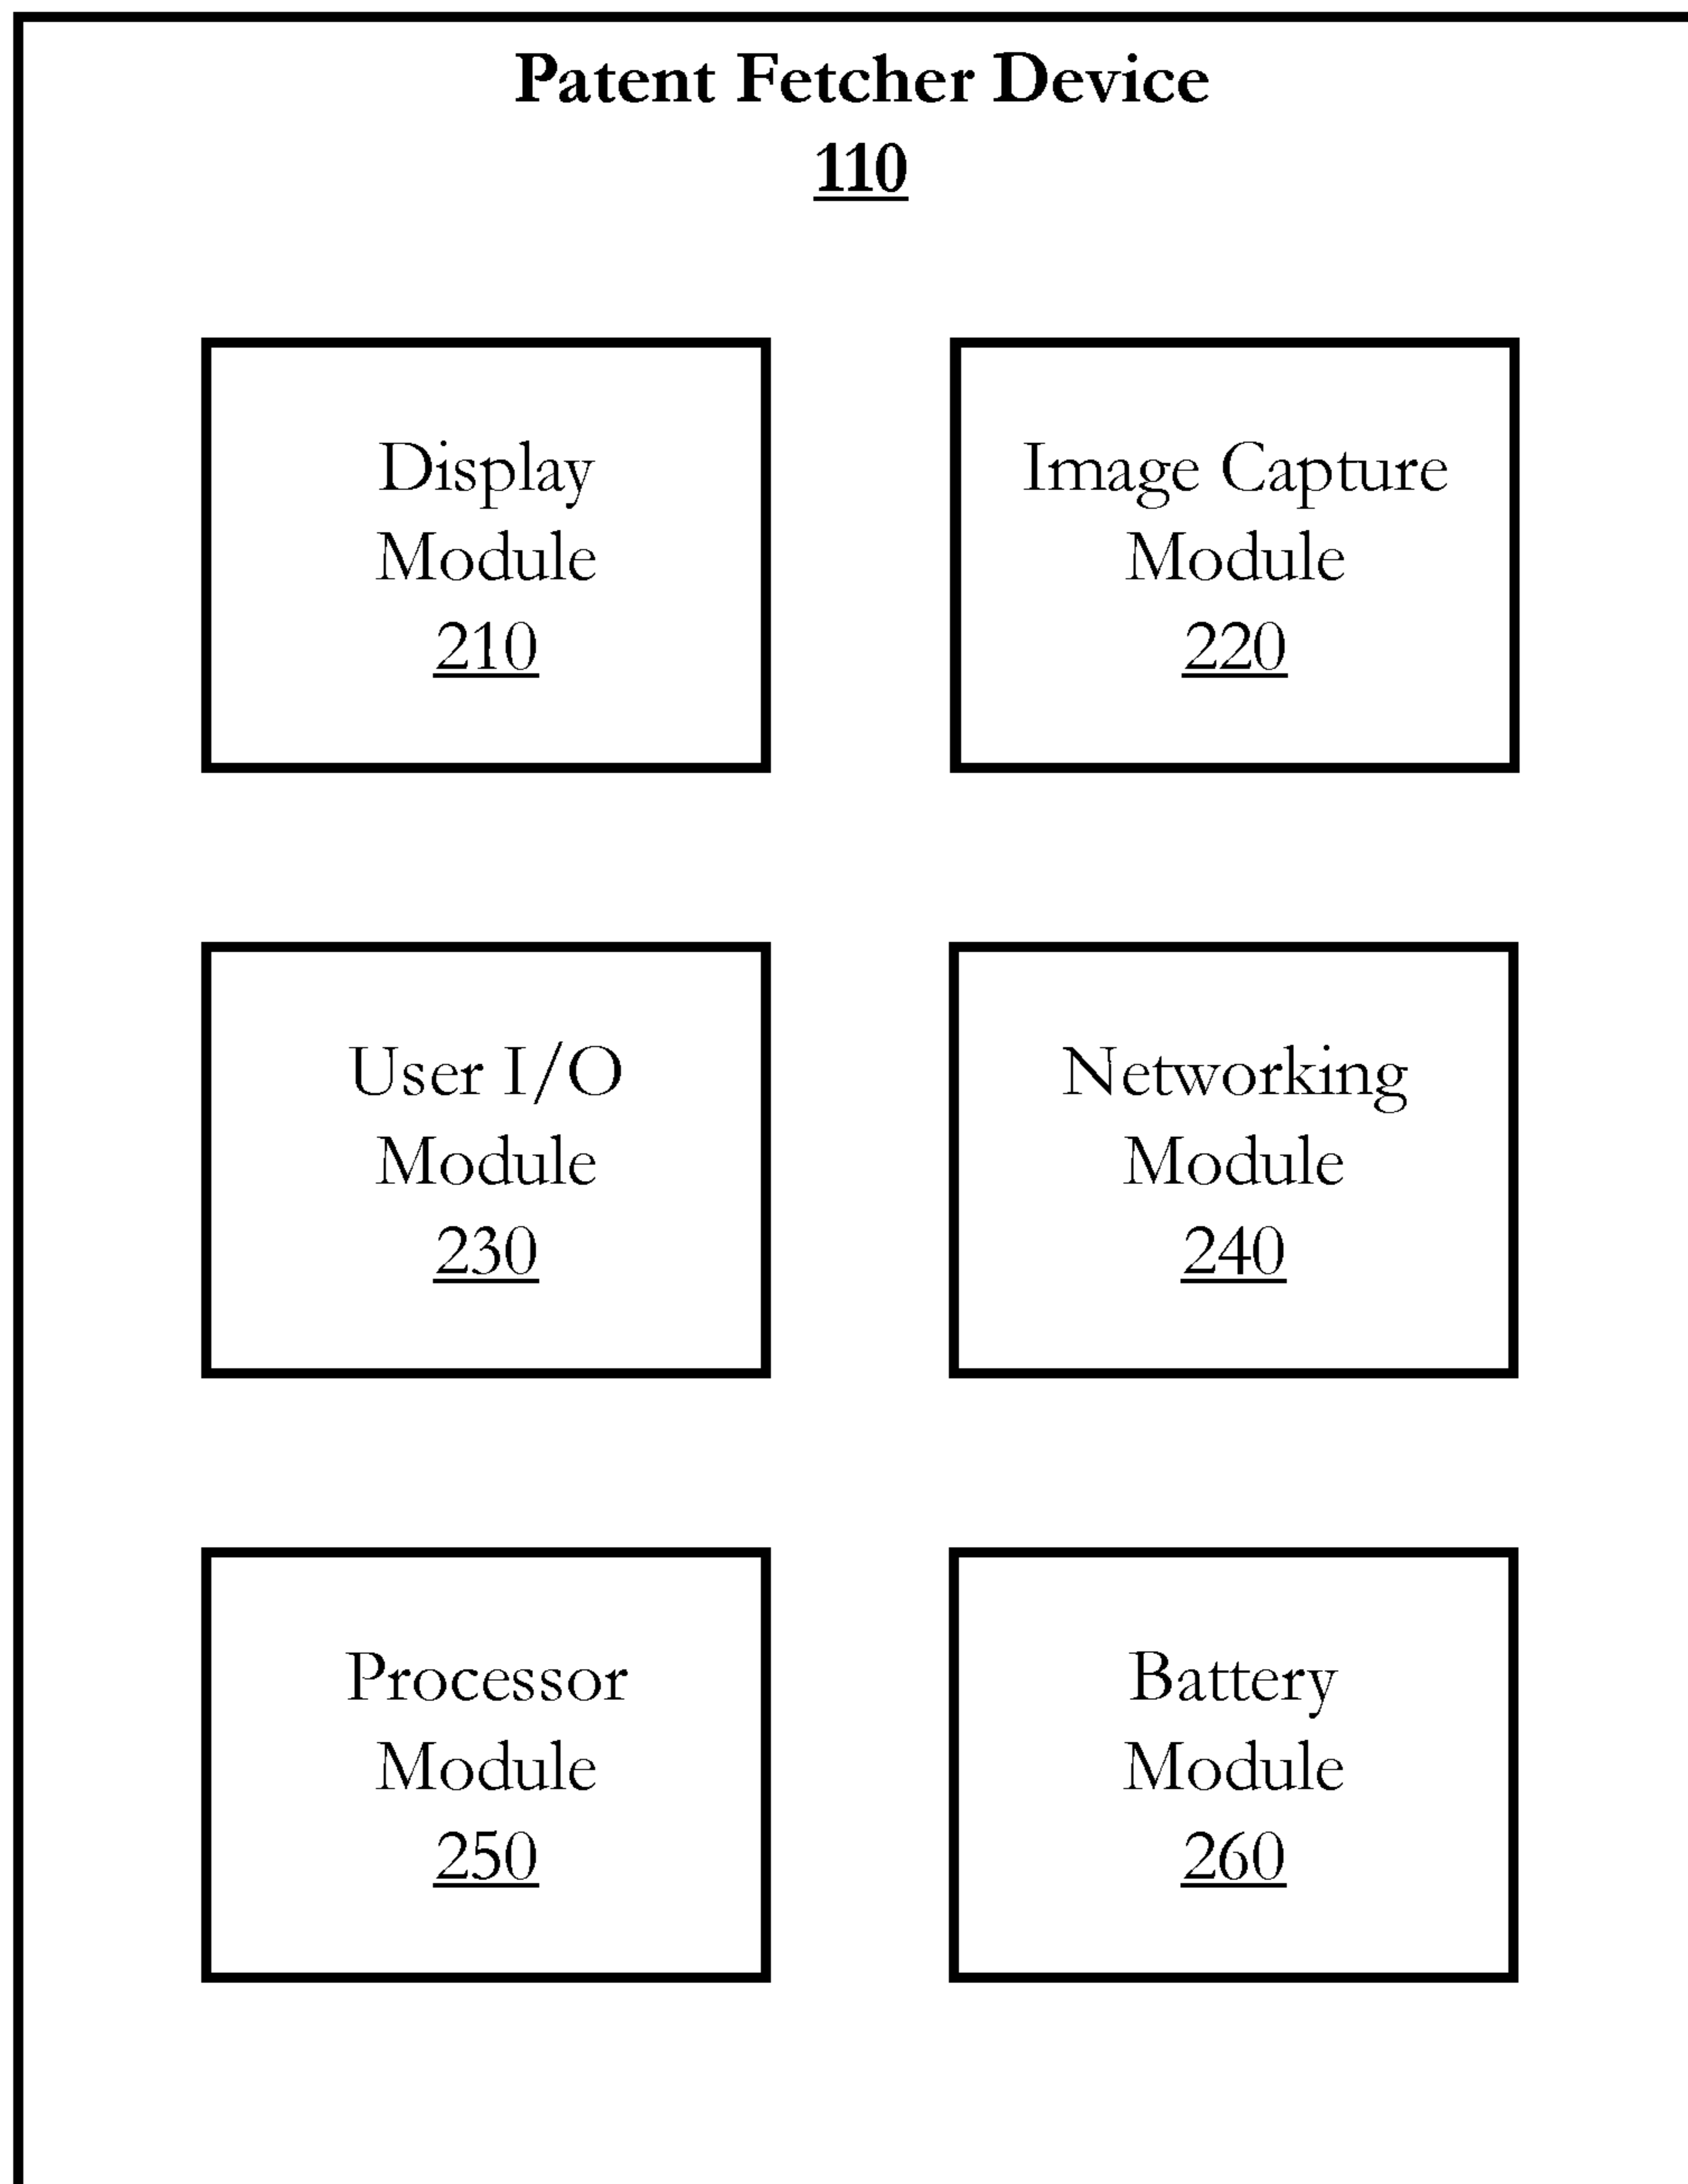 Patent Fetcher Device
110
Display
Module
210
Image Capture
Module
220
User I/O
Module
230
Networking
Module
240
Processor
Module
250
Battery
Module
260